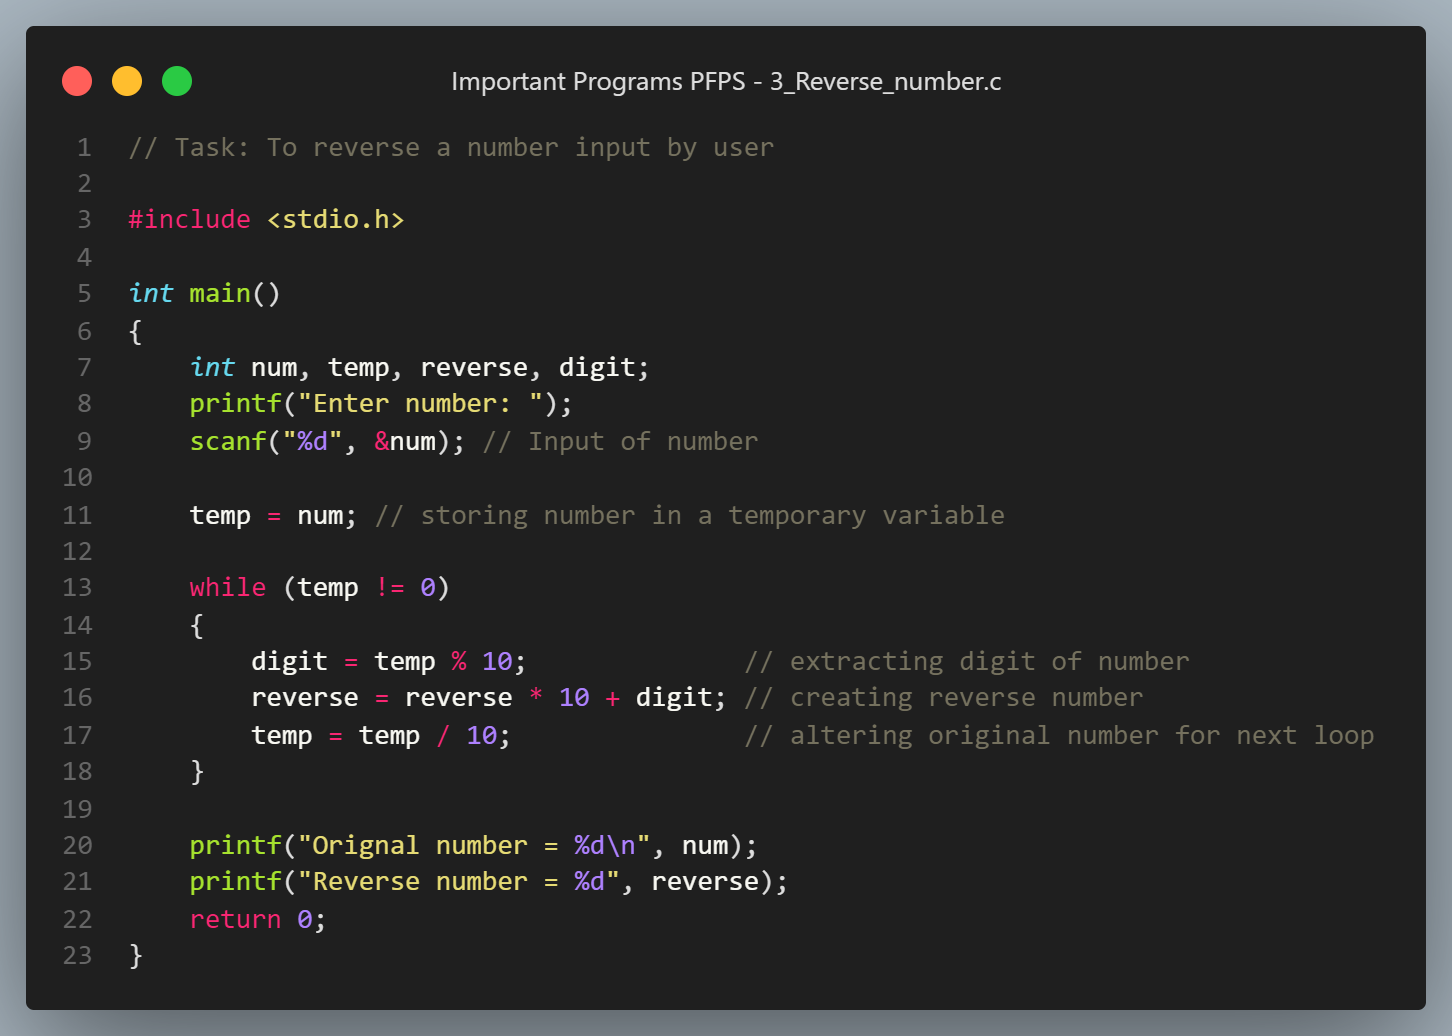 Important Programs PFPS - 3_Reverse_number.c
1 // Task: To reverse a number input by user
2
3 #include <stdio.h>
4
5 int main()
6 {
7     int num, temp, reverse, digit;
8     printf("Enter number: ");
9     scanf("%d", &num); // Input of number
10
11     temp = num; // storing number in a temporary variable
12
13     while (temp != 0)
14     {
15         digit = temp % 10;              // extracting digit of number
16         reverse = reverse * 10 + digit; // creating reverse number
17         temp = temp / 10;               // altering original number for next loop
18     }
19
20     printf("Orignal number = %d\n", num);
21     printf("Reverse number = %d", reverse);
22     return 0;
23 }